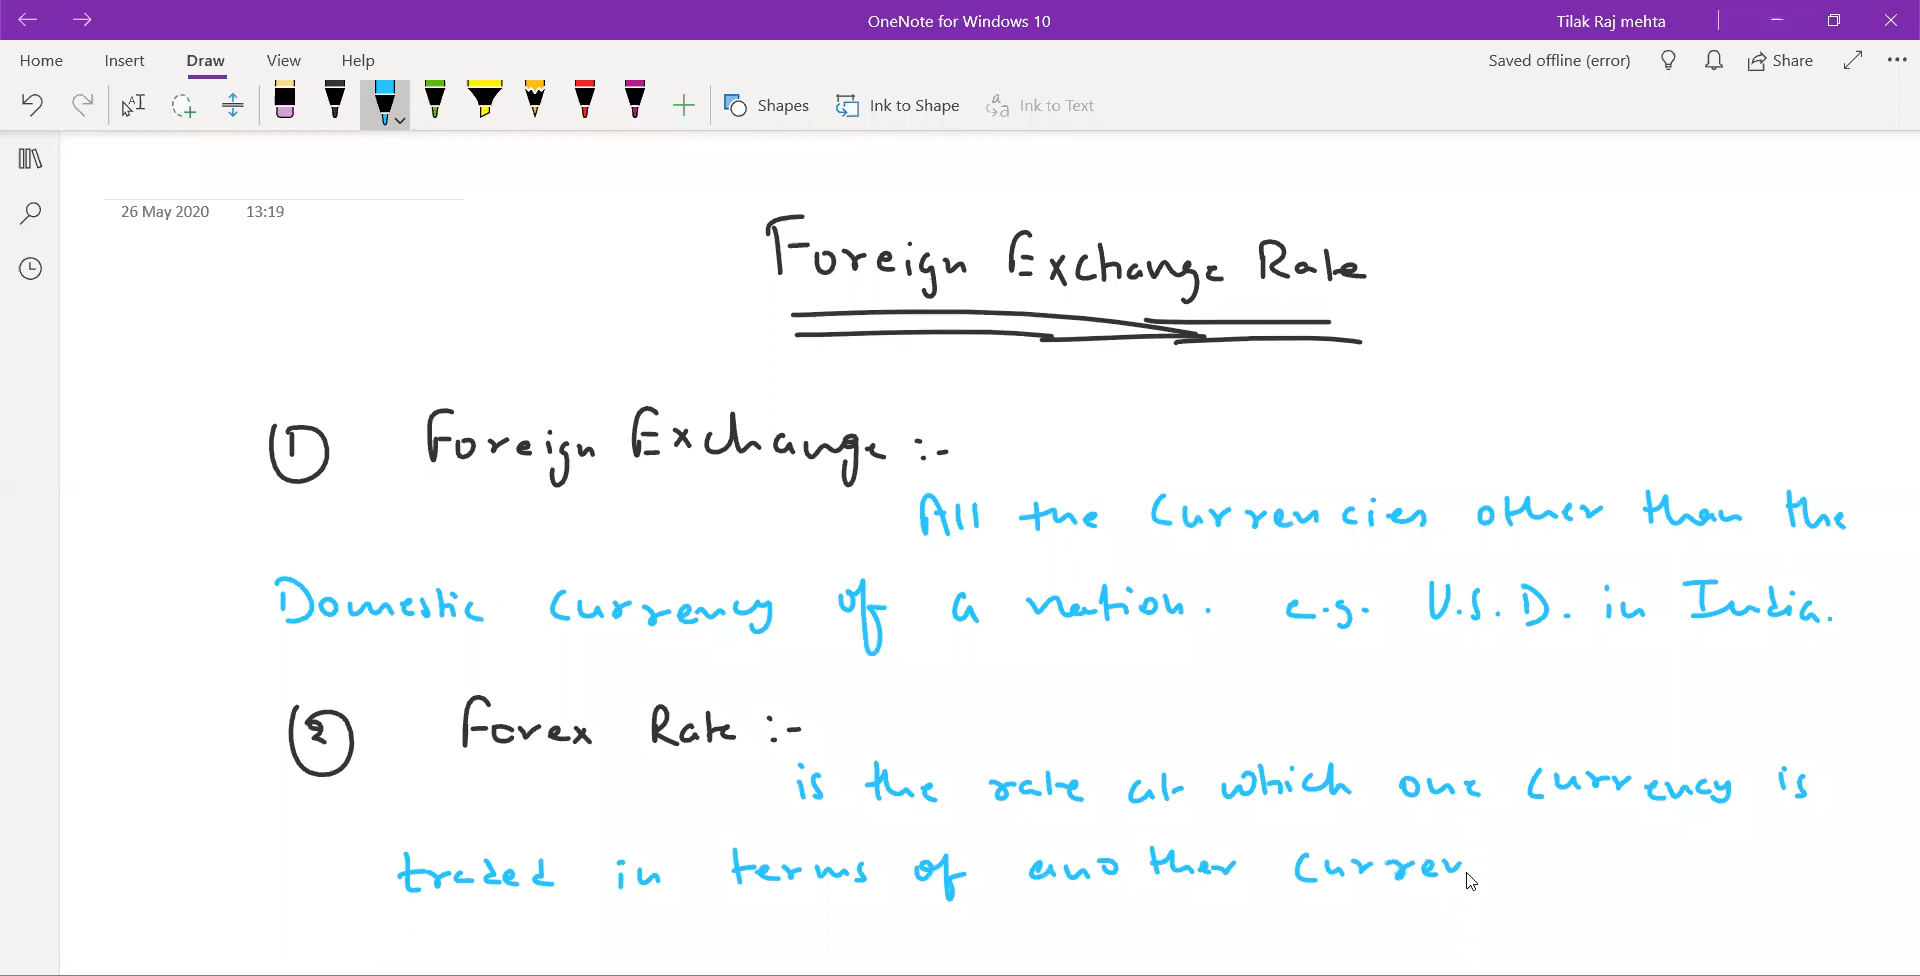 OneNote for Windows 10
Tilak Raj mehta
Home Insert Draw View Help
Saved offline (error) Share
Shapes Ink to Shape Ink to Text
26 May 2020 13:19
Foreign Exchange Rate
① Foreign Exchange :-
All the currencies other than the
Domestic currency of a nation. e.g. U.S.D. in India.
② Forex Rate :-
is the rate at which one currency is
traded in terms of another curren